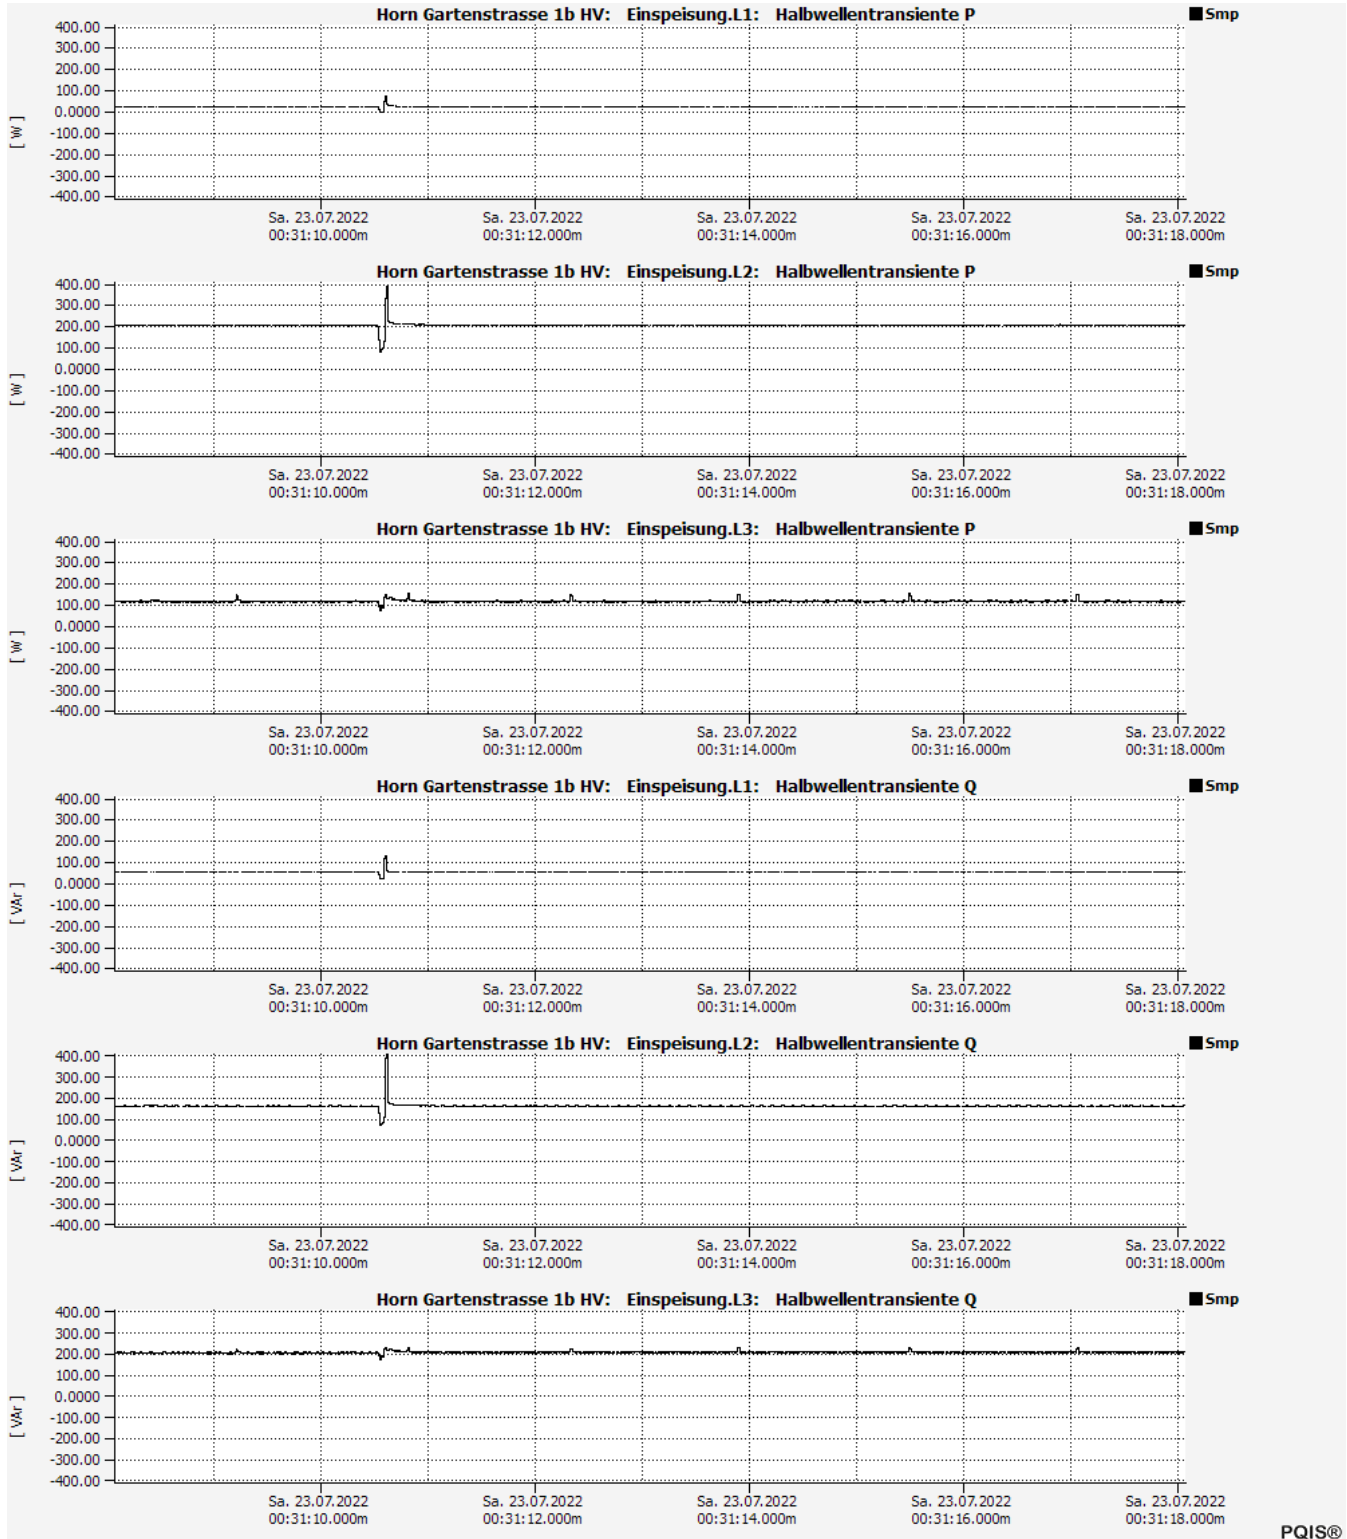 Horn Gartenstrasse 1b HV: Einspeisung.L1: Halbwellentransiente P
Smp
400.00
300.00
200.00
100.00
0.0000
-100.00
-200.00
-300.00
-400.00
[ W ]
Sa. 23.07.2022 Sa. 23.07.2022 Sa. 23.07.2022 Sa. 23.07.2022 Sa. 23.07.2022
00:31:10.000m 00:31:12.000m 00:31:14.000m 00:31:16.000m 00:31:18.000m
Horn Gartenstrasse 1b HV: Einspeisung.L2: Halbwellentransiente P
Smp
400.00
300.00
200.00
100.00
0.0000
-100.00
-200.00
-300.00
-400.00
[ W ]
Sa. 23.07.2022 Sa. 23.07.2022 Sa. 23.07.2022 Sa. 23.07.2022 Sa. 23.07.2022
00:31:10.000m 00:31:12.000m 00:31:14.000m 00:31:16.000m 00:31:18.000m
Horn Gartenstrasse 1b HV: Einspeisung.L3: Halbwellentransiente P
Smp
400.00
300.00
200.00
100.00
0.0000
-100.00
-200.00
-300.00
-400.00
[ W ]
Sa. 23.07.2022 Sa. 23.07.2022 Sa. 23.07.2022 Sa. 23.07.2022 Sa. 23.07.2022
00:31:10.000m 00:31:12.000m 00:31:14.000m 00:31:16.000m 00:31:18.000m
Horn Gartenstrasse 1b HV: Einspeisung.L1: Halbwellentransiente Q
Smp
400.00
300.00
200.00
100.00
0.0000
-100.00
-200.00
-300.00
-400.00
[ VAr ]
Sa. 23.07.2022 Sa. 23.07.2022 Sa. 23.07.2022 Sa. 23.07.2022 Sa. 23.07.2022
00:31:10.000m 00:31:12.000m 00:31:14.000m 00:31:16.000m 00:31:18.000m
Horn Gartenstrasse 1b HV: Einspeisung.L2: Halbwellentransiente Q
Smp
400.00
300.00
200.00
100.00
0.0000
-100.00
-200.00
-300.00
-400.00
[ VAr ]
Sa. 23.07.2022 Sa. 23.07.2022 Sa. 23.07.2022 Sa. 23.07.2022 Sa. 23.07.2022
00:31:10.000m 00:31:12.000m 00:31:14.000m 00:31:16.000m 00:31:18.000m
Horn Gartenstrasse 1b HV: Einspeisung.L3: Halbwellentransiente Q
Smp
400.00
300.00
200.00
100.00
0.0000
-100.00
-200.00
-300.00
-400.00
[ VAr ]
Sa. 23.07.2022 Sa. 23.07.2022 Sa. 23.07.2022 Sa. 23.07.2022 Sa. 23.07.2022
00:31:10.000m 00:31:12.000m 00:31:14.000m 00:31:16.000m 00:31:18.000m
PQIS®